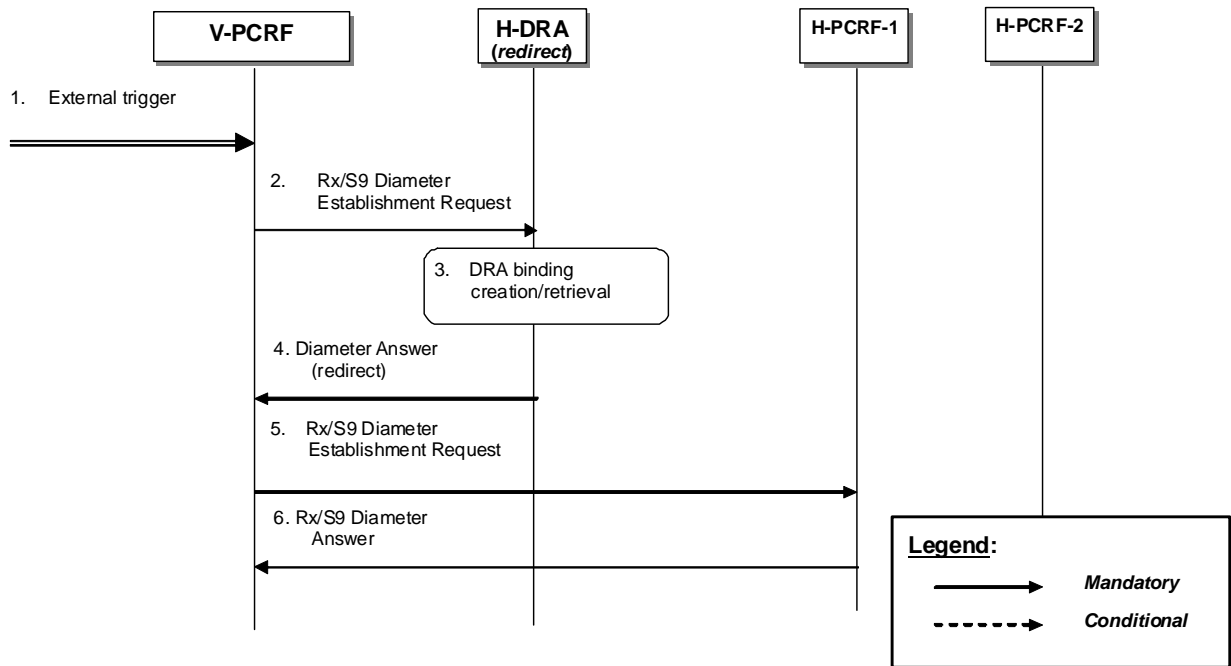 V-PCRF
H-DRA
(redirect)
H-PCRF-1
H-PCRF-2
1. External trigger
2. Rx/S9 Diameter
Establishment Request
3. DRA binding
creation/retrieval
4. Diameter Answer
(redirect)
5. Rx/S9 Diameter
Establishment Request
6. Rx/S9 Diameter
Answer
Legend:
Mandatory
Conditional